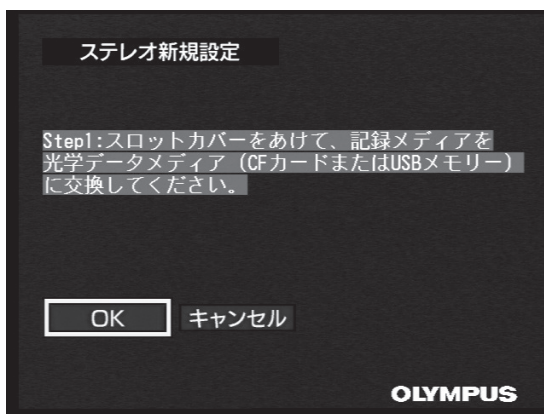 ステレオ新規設定
Step1:スロットカバーをあけて、記録メディアを
光学データメディア（CFカードまたはUSBメモリー）
に交換してください。
OK キャンセル
OLYMPUS